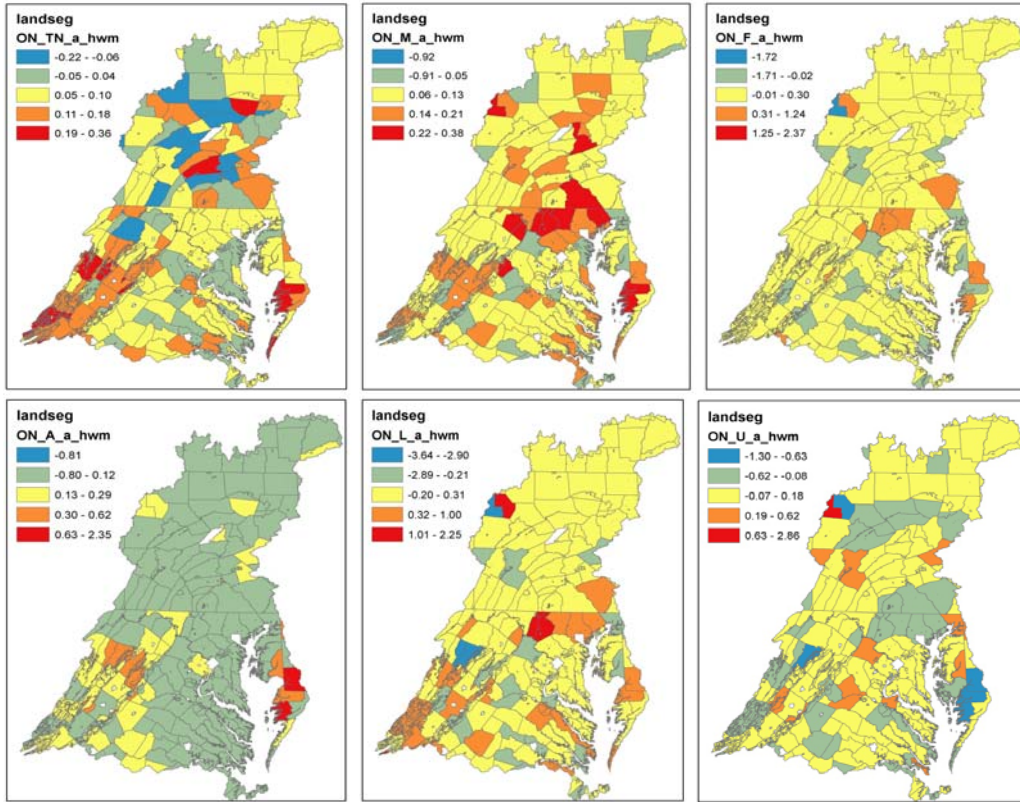 landseg
ON_TN_a_hwm
-0.22 - -0.06
-0.05 - 0.04
0.05 - 0.10
0.11 - 0.18
0.19 - 0.36
landseg
ON_M_a_hwm
-0.92
-0.91 - 0.05
0.06 - 0.13
0.14 - 0.21
0.22 - 0.38
landseg
ON_F_a_hwm
-1.72
-1.71 - -0.02
-0.01 - 0.30
0.31 - 1.24
1.25 - 2.37
landseg
ON_A_a_hwm
-0.81
-0.80 - 0.12
0.13 - 0.29
0.30 - 0.62
0.63 - 2.35
landseg
ON_L_a_hwm
-3.64 - -2.90
-2.89 - -0.21
-0.20 - 0.31
0.32 - 1.00
1.01 - 2.25
landseg
ON_U_a_hwm
-1.30 - -0.63
-0.62 - -0.08
-0.07 - 0.18
0.19 - 0.62
0.63 - 2.86